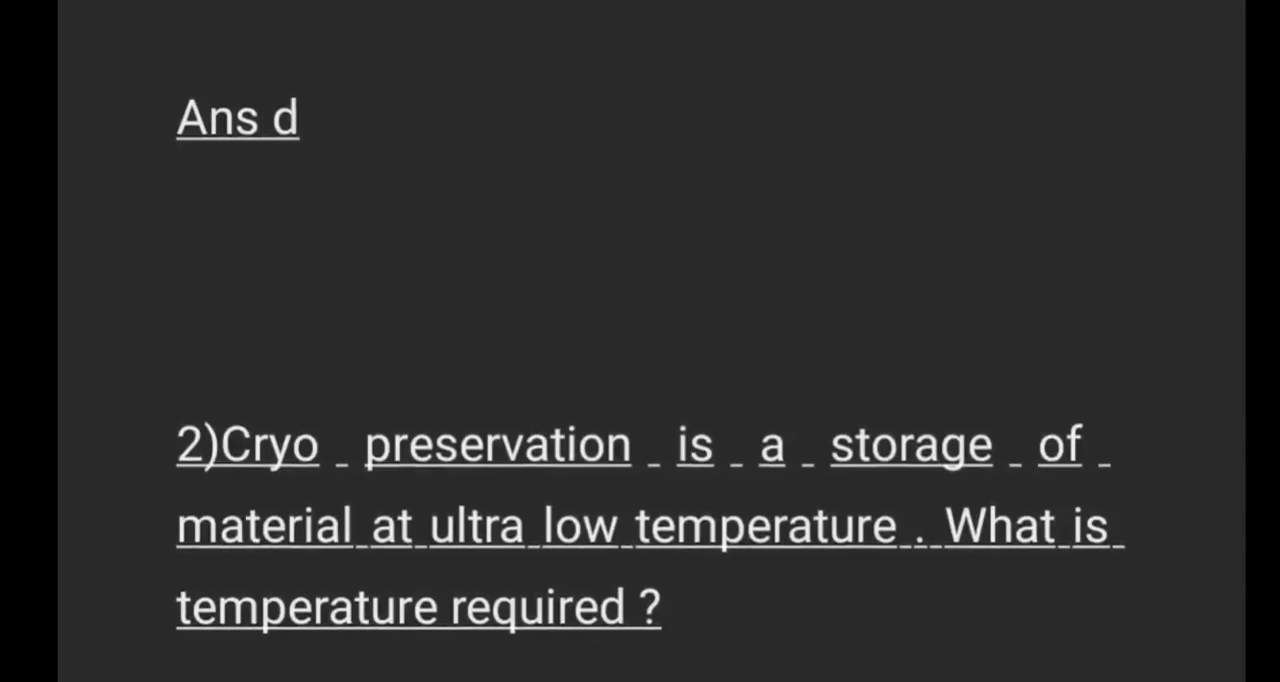 Ans d
2)Cryo preservation is a storage of
material at ultra low temperature . What is
temperature required ?